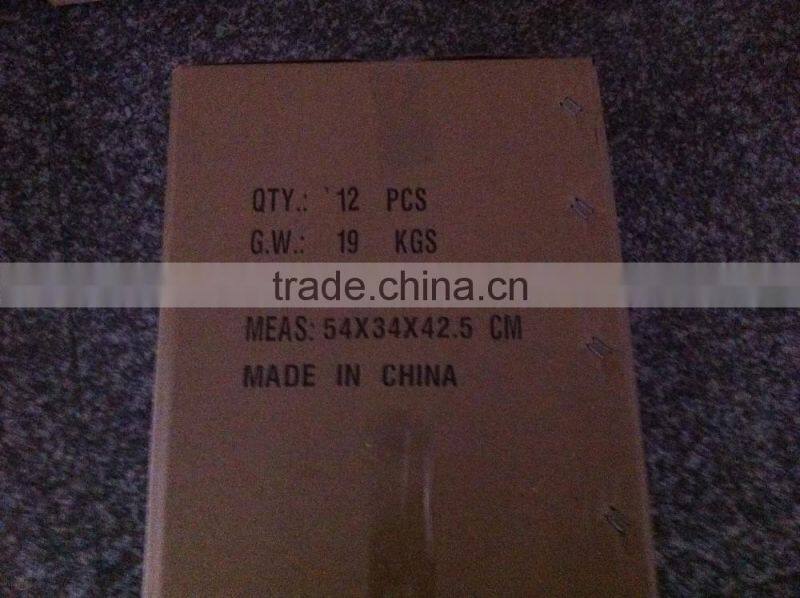 QTY.: 12 PCS
G.W.: 19 KGS
trade.china.cn
MEAS: 54X34X42.5 CM
MADE IN CHINA